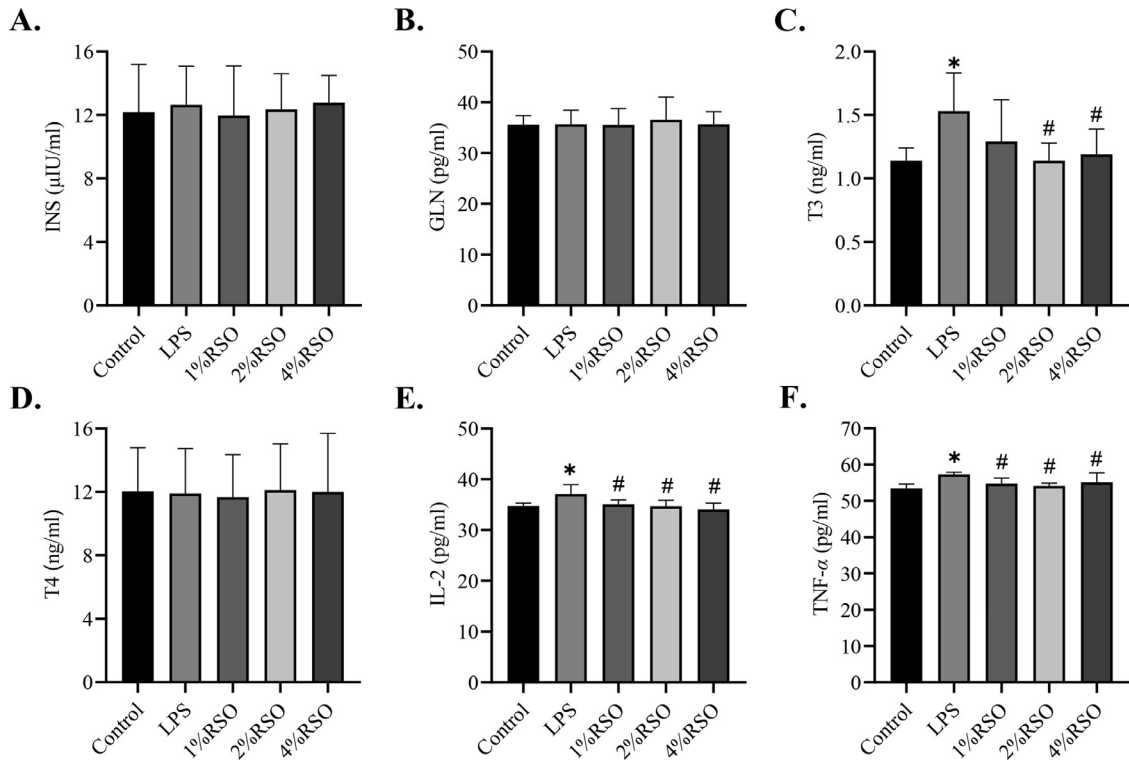 A.
INS (μIU/ml)
16
12
8
4
0
Control
LPS
1%RSO
2%RSO
4%RSO
B.
GLN (pg/ml)
50
40
30
20
10
0
Control
LPS
1%RSO
2%RSO
4%RSO
C.
T3 (ng/ml)
2.0
1.5
1.0
0.5
0.0
*
#
#
Control
LPS
1%RSO
2%RSO
4%RSO
D.
T4 (ng/ml)
16
12
8
4
0
Control
LPS
1%RSO
2%RSO
4%RSO
E.
IL-2 (pg/ml)
50
40
30
20
10
0
*
#
#
#
Control
LPS
1%RSO
2%RSO
4%RSO
F.
TNF-α (pg/ml)
70
60
50
40
30
20
10
0
*
#
#
#
Control
LPS
1%RSO
2%RSO
4%RSO